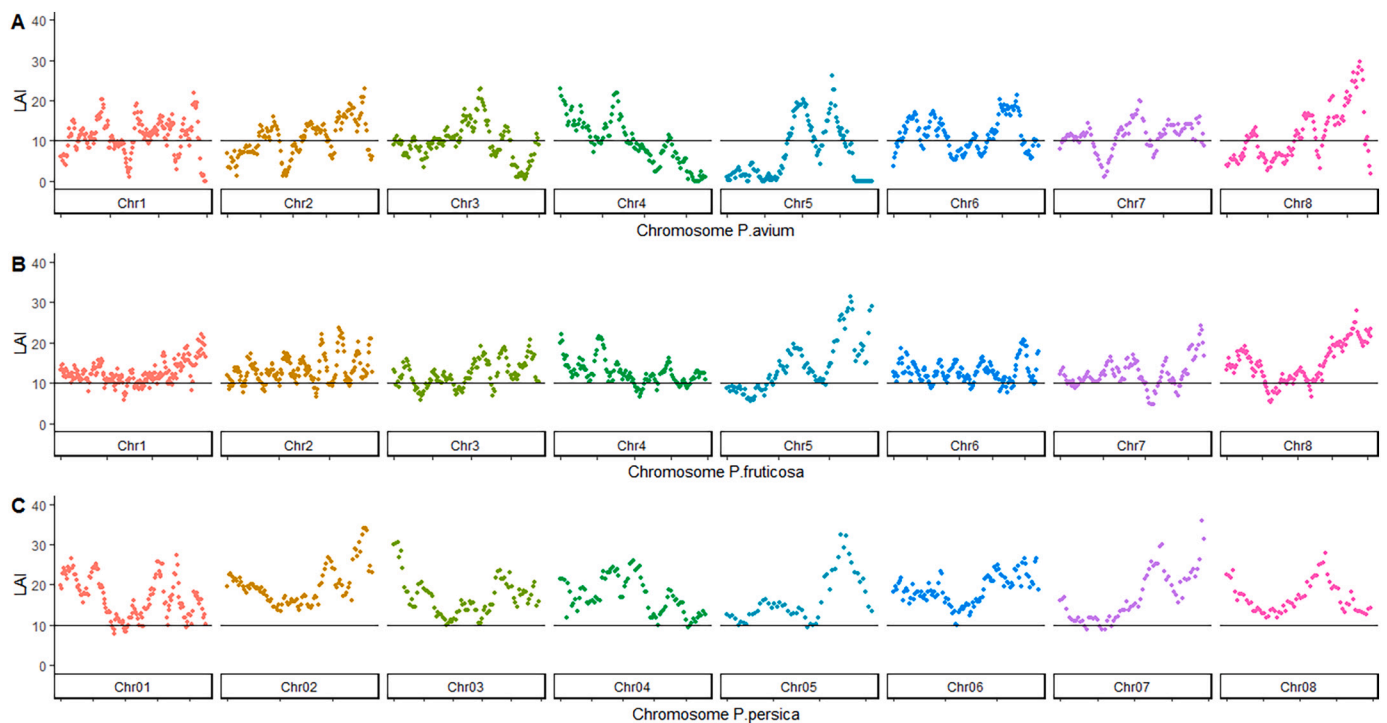 A
40
30
20
10
0
LAI
Chr1 Chr2 Chr3 Chr4 Chr5 Chr6 Chr7 Chr8
Chromosome P.avium
B
40
30
20
10
0
LAI
Chr1 Chr2 Chr3 Chr4 Chr5 Chr6 Chr7 Chr8
Chromosome P.fruticosa
C
40
30
20
10
0
LAI
Chr01 Chr02 Chr03 Chr04 Chr05 Chr06 Chr07 Chr08
Chromosome P.persica